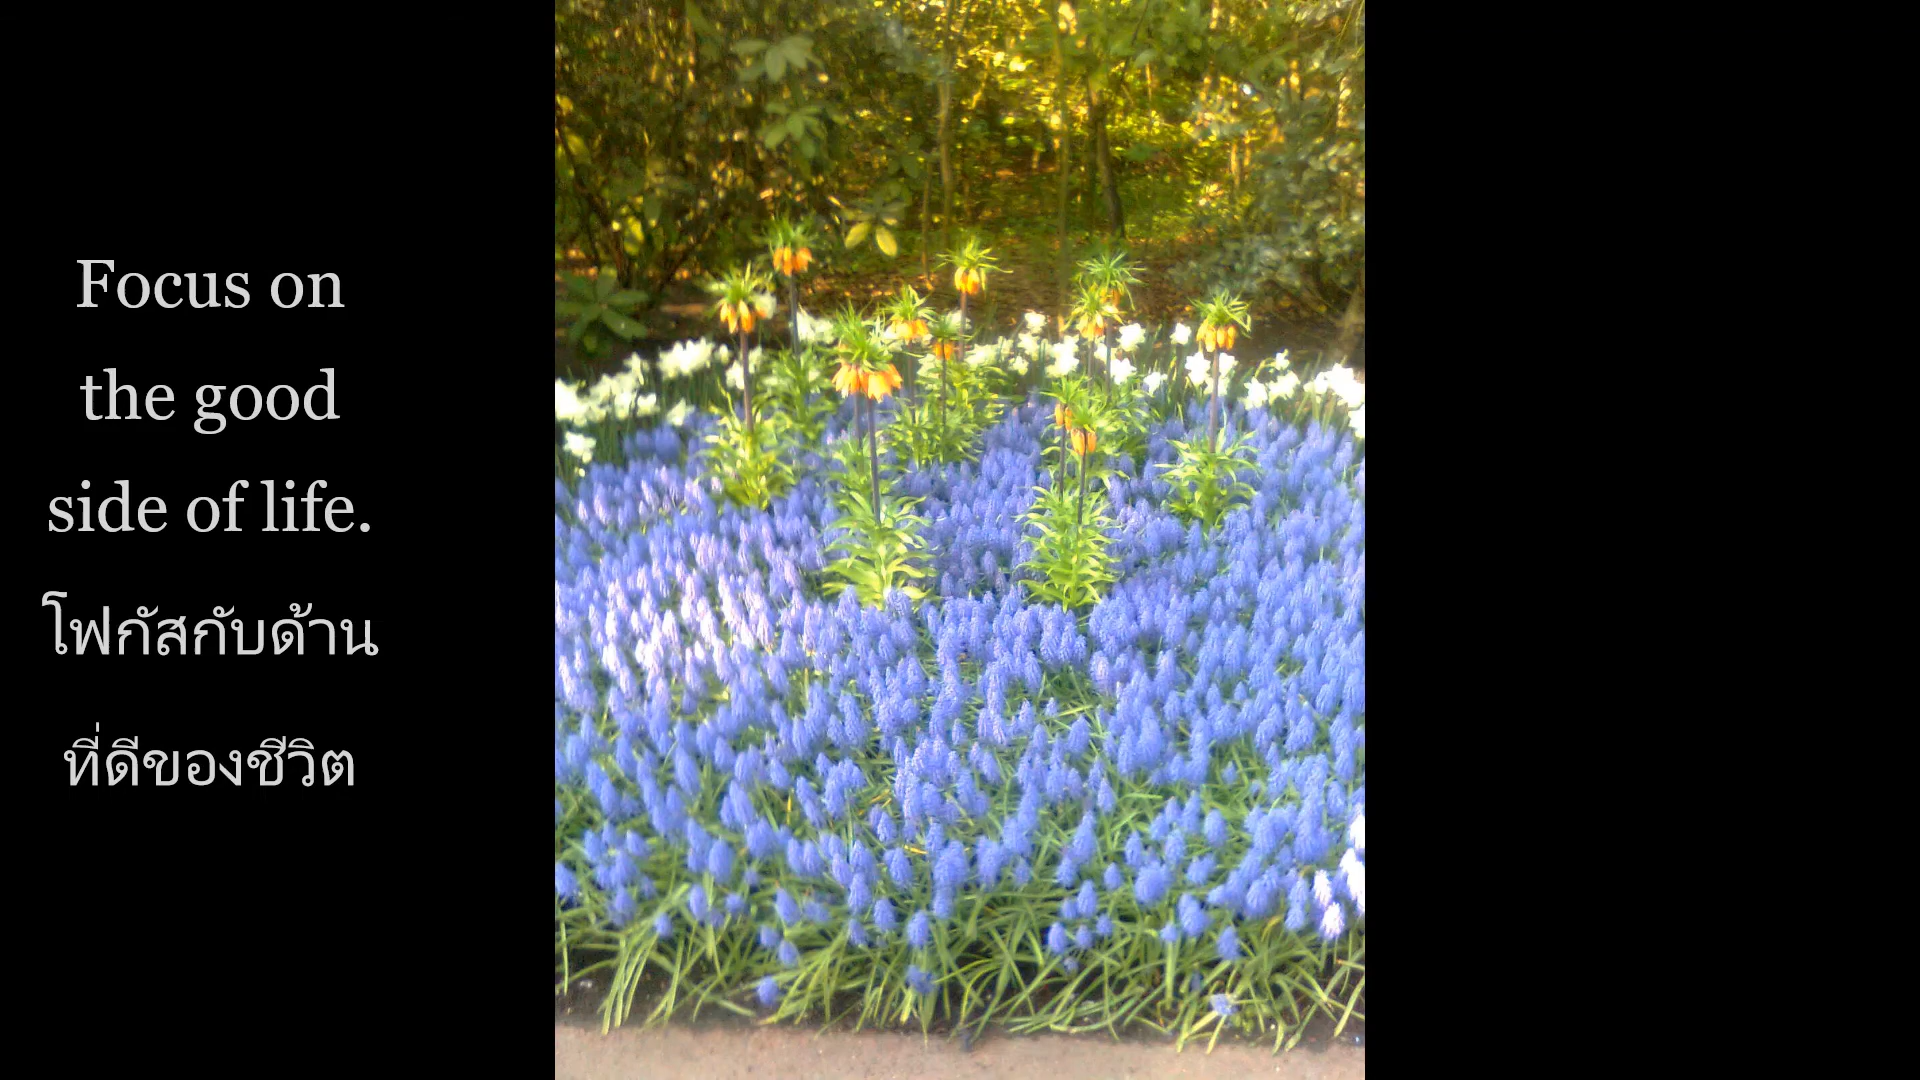 Focus on
the good
side of life.
โฟกัสกับด้าน
ที่ดีของชีวิต